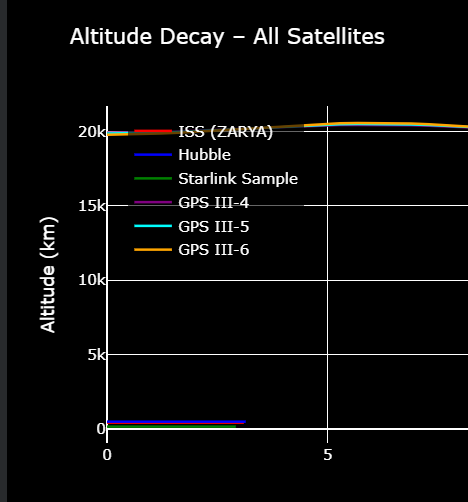 Altitude Decay – All Satellites
20k
ISS (ZARYA)
Hubble
Starlink Sample
GPS III-4
15k
GPS III-5
GPS III-6
10k
5k
0
0
5
Altitude (km)